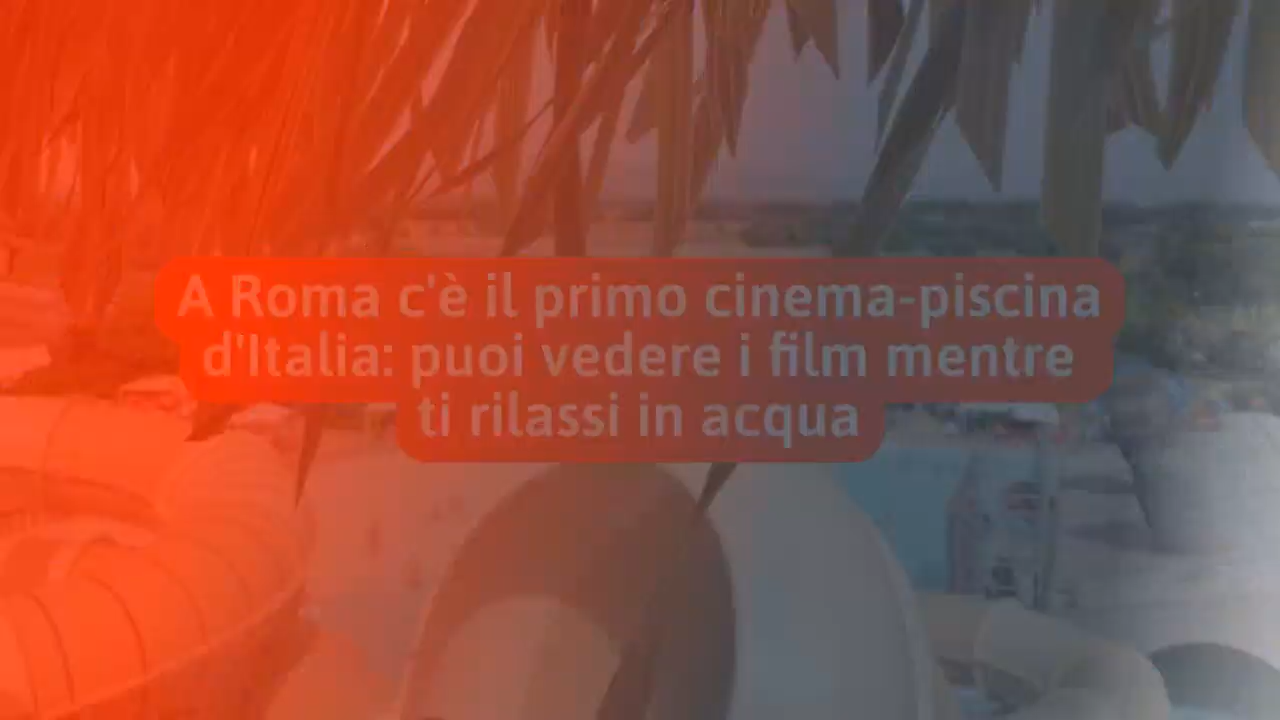 A Roma c'è il primo cinema-piscina
d'Italia: puoi vedere i film mentre
ti rilassi in acqua